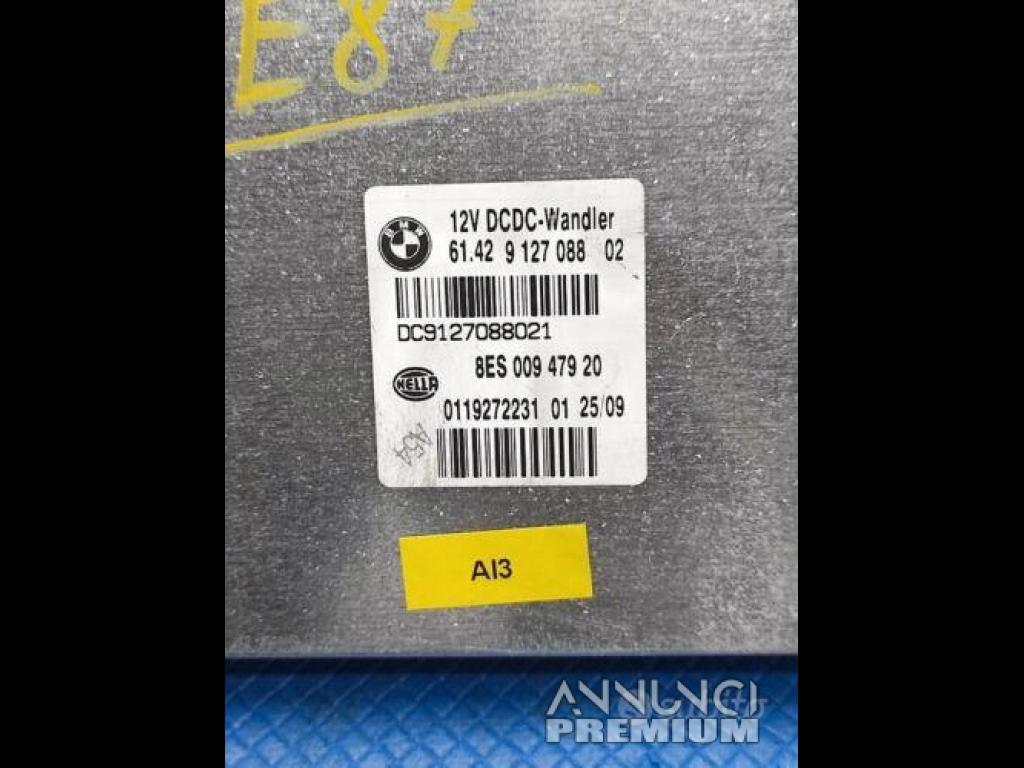 E87
12V DCDC-Wandler
BMW
61.42 9 127 088 02
DC9127088021
8ES 009 479 20
HELLA
0119272231 01 25/09
A54
AI3
ANNUNCI
PREMIUM